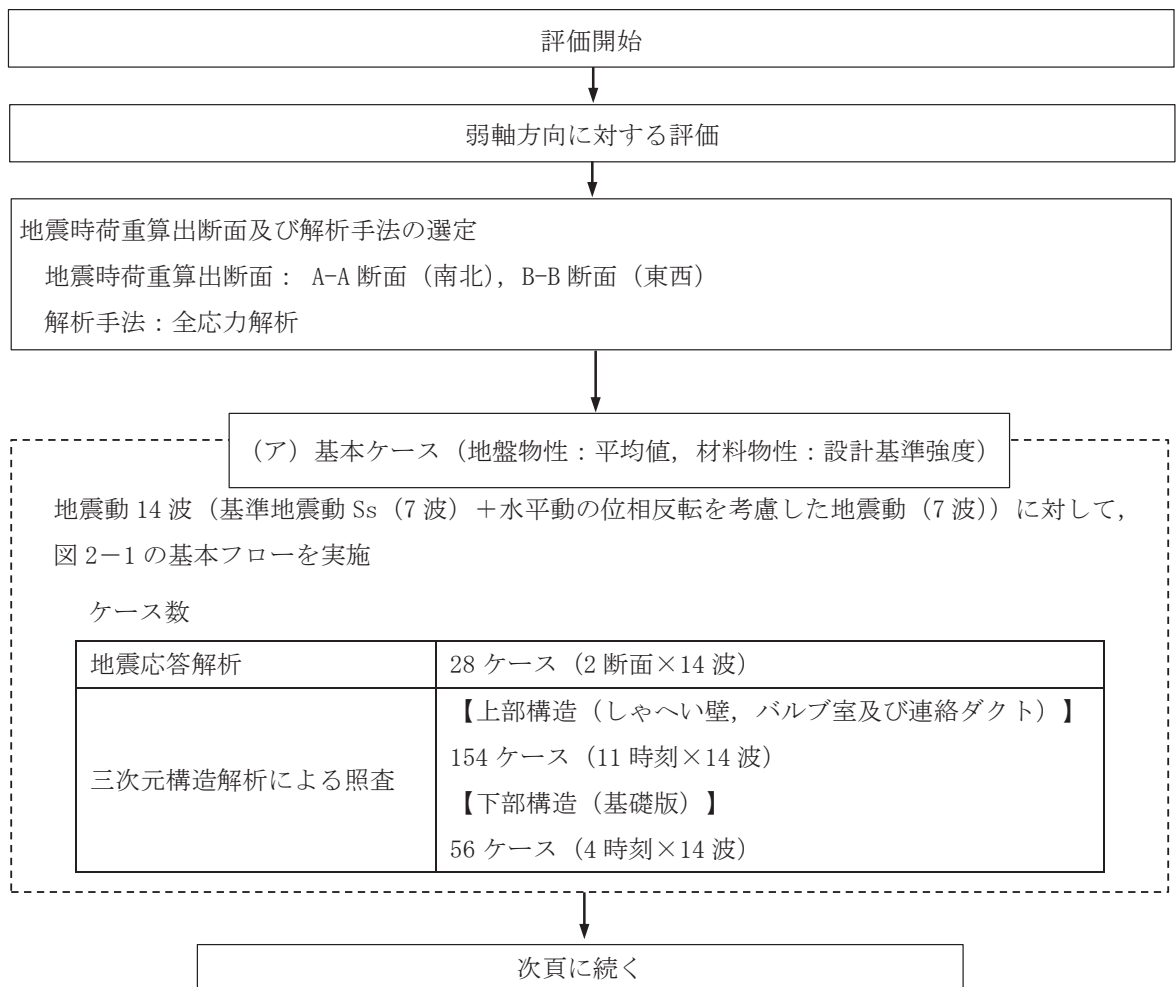 評価開始
弱軸方向に対する評価
地震時荷重算出断面及び解析手法の選定
地震時荷重算出断面： A-A 断面（南北），B-B 断面（東西）
解析手法：全応力解析
（ア）基本ケース（地盤物性：平均値，材料物性：設計基準強度）
地震動 14 波（基準地震動 Ss（7 波）＋水平動の位相反転を考慮した地震動（7 波））に対して，
図 2－1 の基本フローを実施
ケース数
地震応答解析
28 ケース（2 断面×14 波）
三次元構造解析による照査
【上部構造（しゃへい壁，バルブ室及び連絡ダクト）】
154 ケース（11 時刻×14 波）
【下部構造（基礎版）】
56 ケース（4 時刻×14 波）
次頁に続く